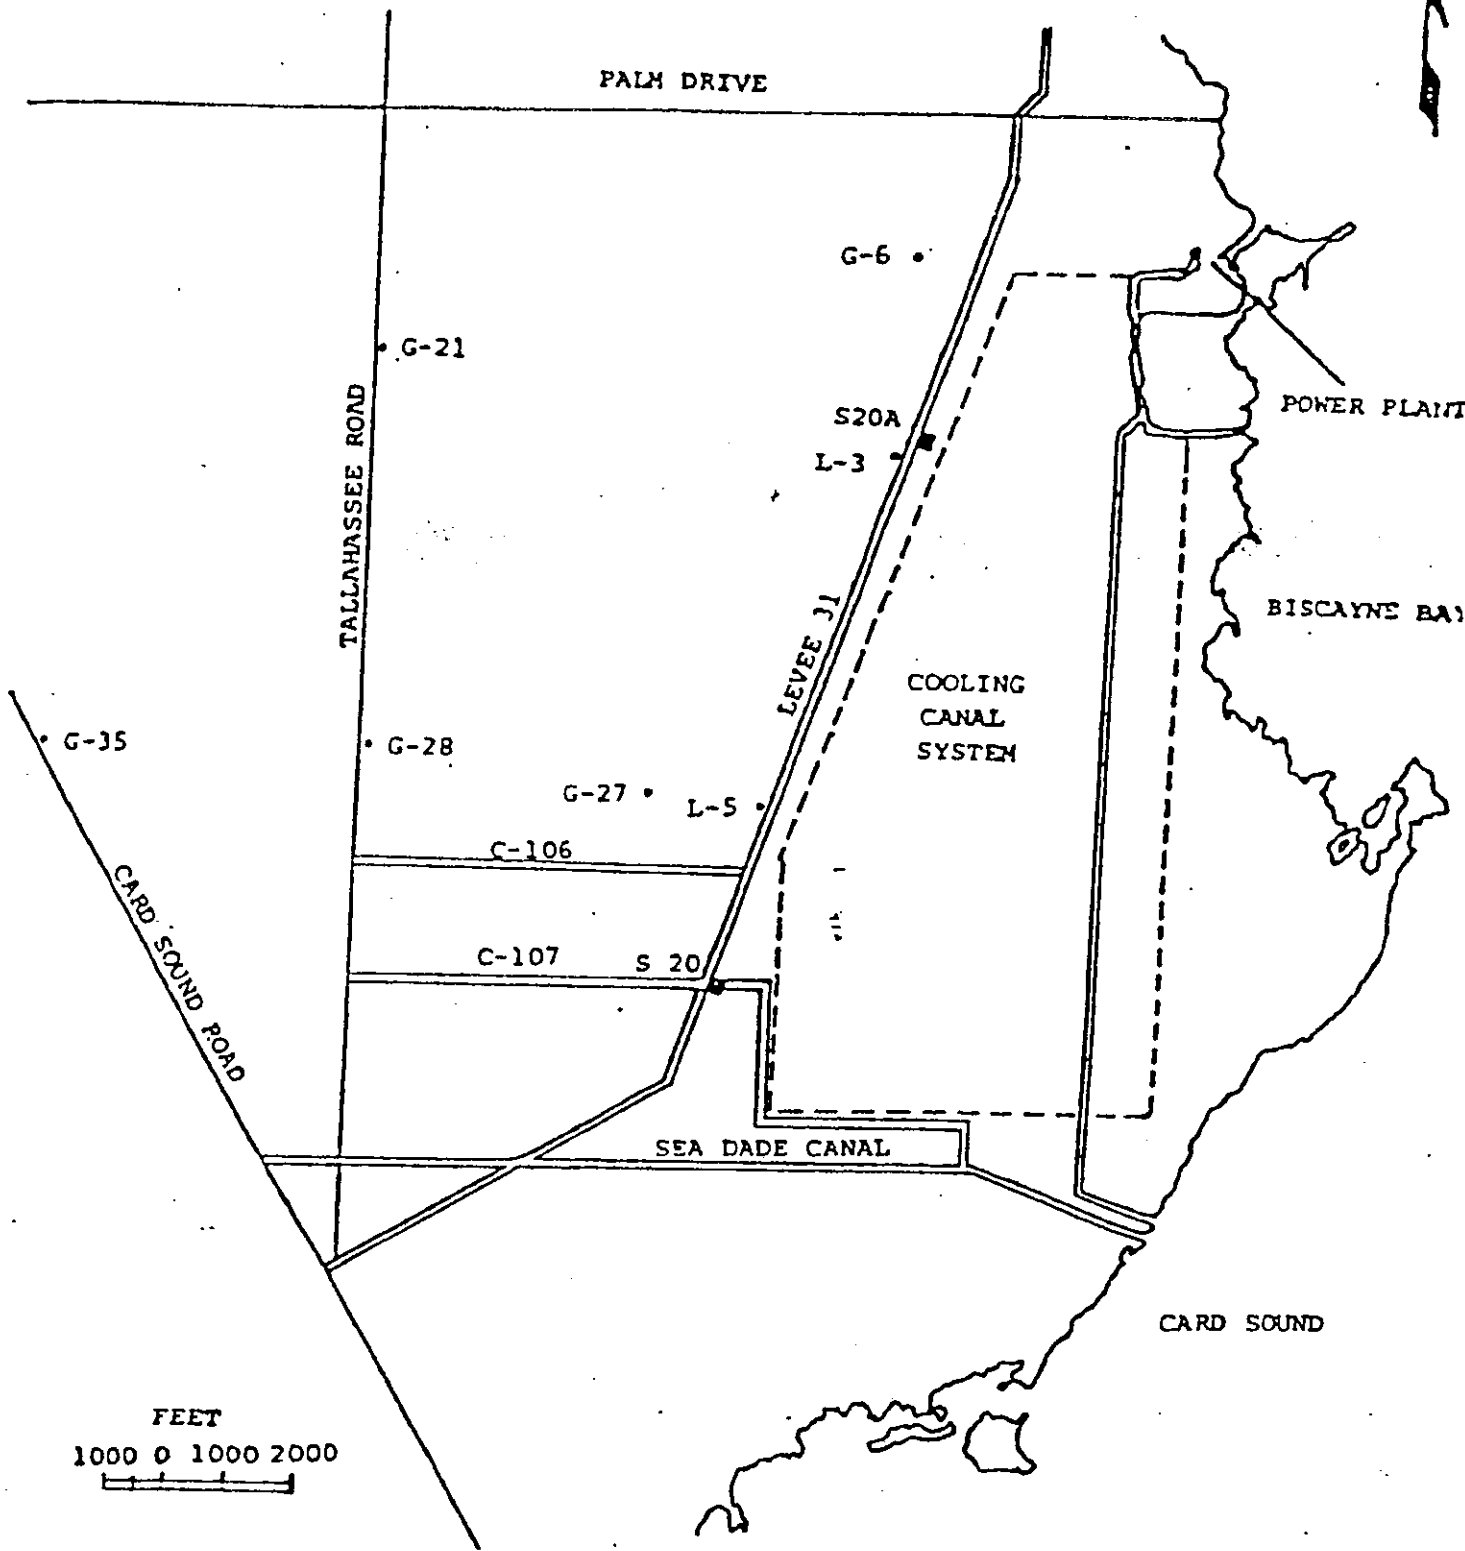 PALM DRIVE
G-6
G-21
S20A
L-3
POWER PLANT
TALLAHASSEE ROAD
LEVEE 31
BISCAYNE BAY
COOLING
CANAL
SYSTEM
G-35
G-28
G-27
L-5
C-106
CARD SOUND ROAD
C-107
S 20
SEA DADE CANAL
CARD SOUND
FEET
1000 0 1000 2000